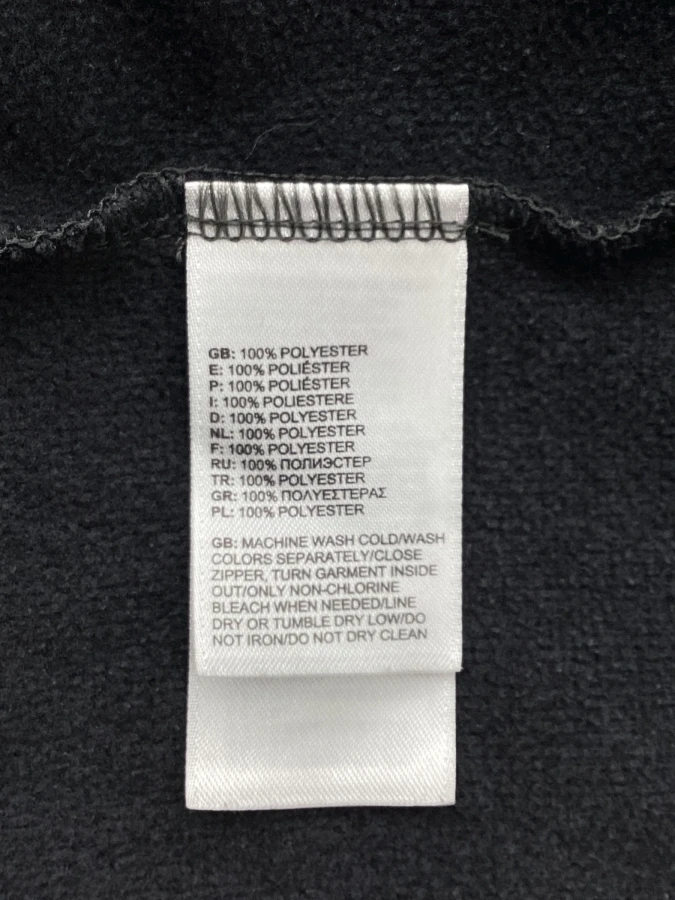 GB: 100% POLYESTER
E: 100% POLIÉSTER
P: 100% POLIÉSTER
I: 100% POLIESTERE
D: 100% POLYESTER
NL: 100% POLYESTER
F: 100% POLYESTER
RU: 100% ПОЛИЭСТЕР
TR: 100% POLYESTER
GR: 100% ΠΟΛΥΕΣΤΕΡΑΣ
PL: 100% POLYESTER
GB: MACHINE WASH COLD/WASH
COLORS SEPARATELY/CLOSE
ZIPPER, TURN GARMENT INSIDE
OUT/ONLY NON-CHLORINE
BLEACH WHEN NEEDED/LINE
DRY OR TUMBLE DRY LOW/DO
NOT IRON/DO NOT DRY CLEAN